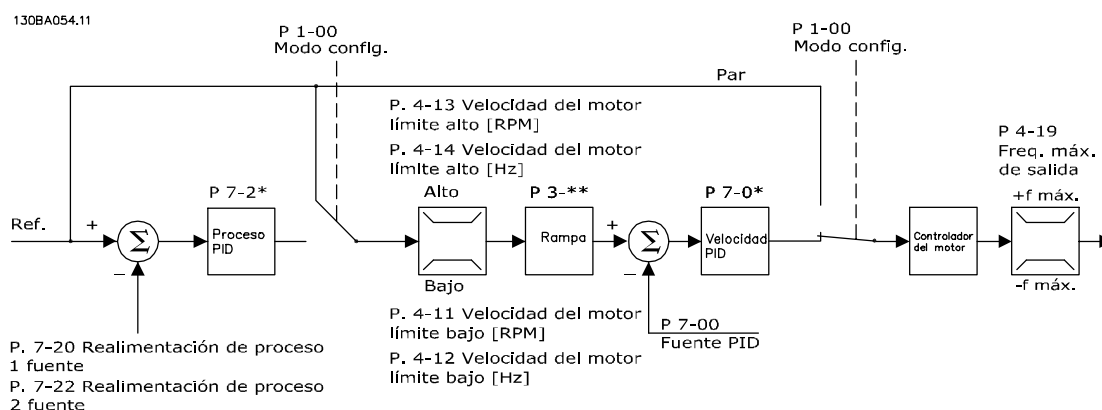 130BA054.11
P 1-00
Modo config.
P 1-00
Modo config.
Par
P. 4-13 Velocidad del motor
límite alto [RPM]
P. 4-14 Velocidad del motor
límite alto [Hz]
P 4-19
Freq. máx.
de salida
P 7-2*
Alto
P 3-**
P 7-0*
+f máx.
Ref.
+
Σ
_
Proceso
PID
Rampa
+
Σ
_
Velocidad
PID
Controlador
del motor
Bajo
-f máx.
P. 4-11 Velocidad del motor
límite bajo [RPM]
P. 4-12 Velocidad del motor
límite bajo [Hz]
P 7-00
Fuente PID
P. 7-20 Realimentación de proceso
1 fuente
P. 7-22 Realimentación de proceso
2 fuente